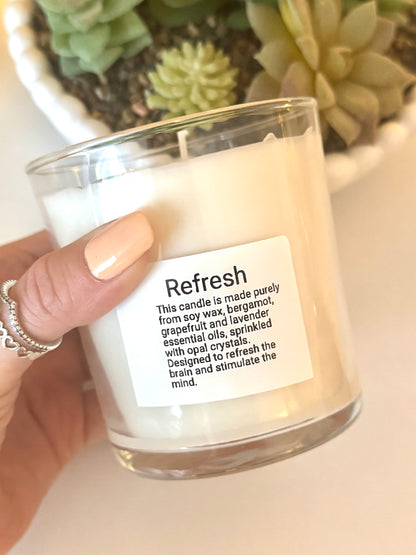 Refresh
This candle is made purely
from soy wax, bergamot,
grapefruit and lavender
essential oils, sprinkled
with opal crystals.
Designed to refresh the
brain and stimulate the
mind.